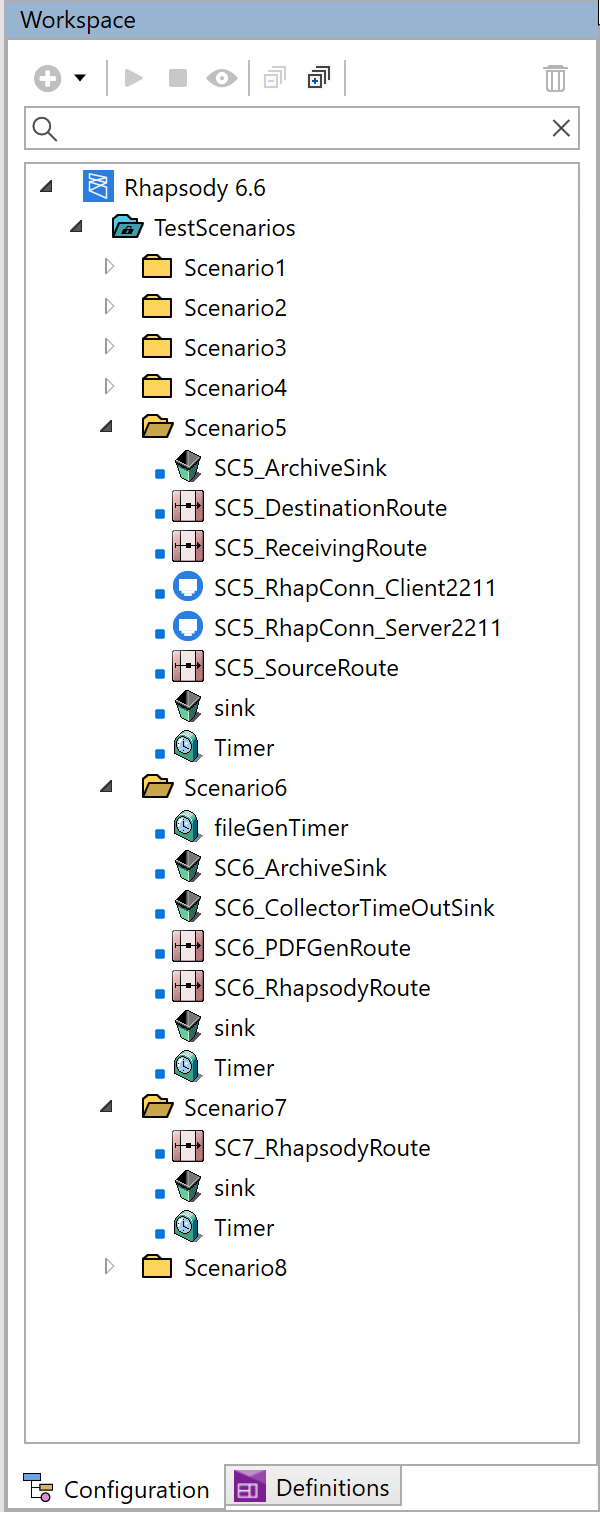 Workspace
Rhapsody 6.6
TestScenarios
Scenario1
Scenario2
Scenario3
Scenario4
Scenario5
SC5_ArchiveSink
SC5_DestinationRoute
SC5_ReceivingRoute
SC5_RhapConn_Client2211
SC5_RhapConn_Server2211
SC5_SourceRoute
sink
Timer
Scenario6
fileGenTimer
SC6_ArchiveSink
SC6_CollectorTimeOutSink
SC6_PDFGenRoute
SC6_RhapsodyRoute
sink
Timer
Scenario7
SC7_RhapsodyRoute
sink
Timer
Scenario8
Configuration Definitions